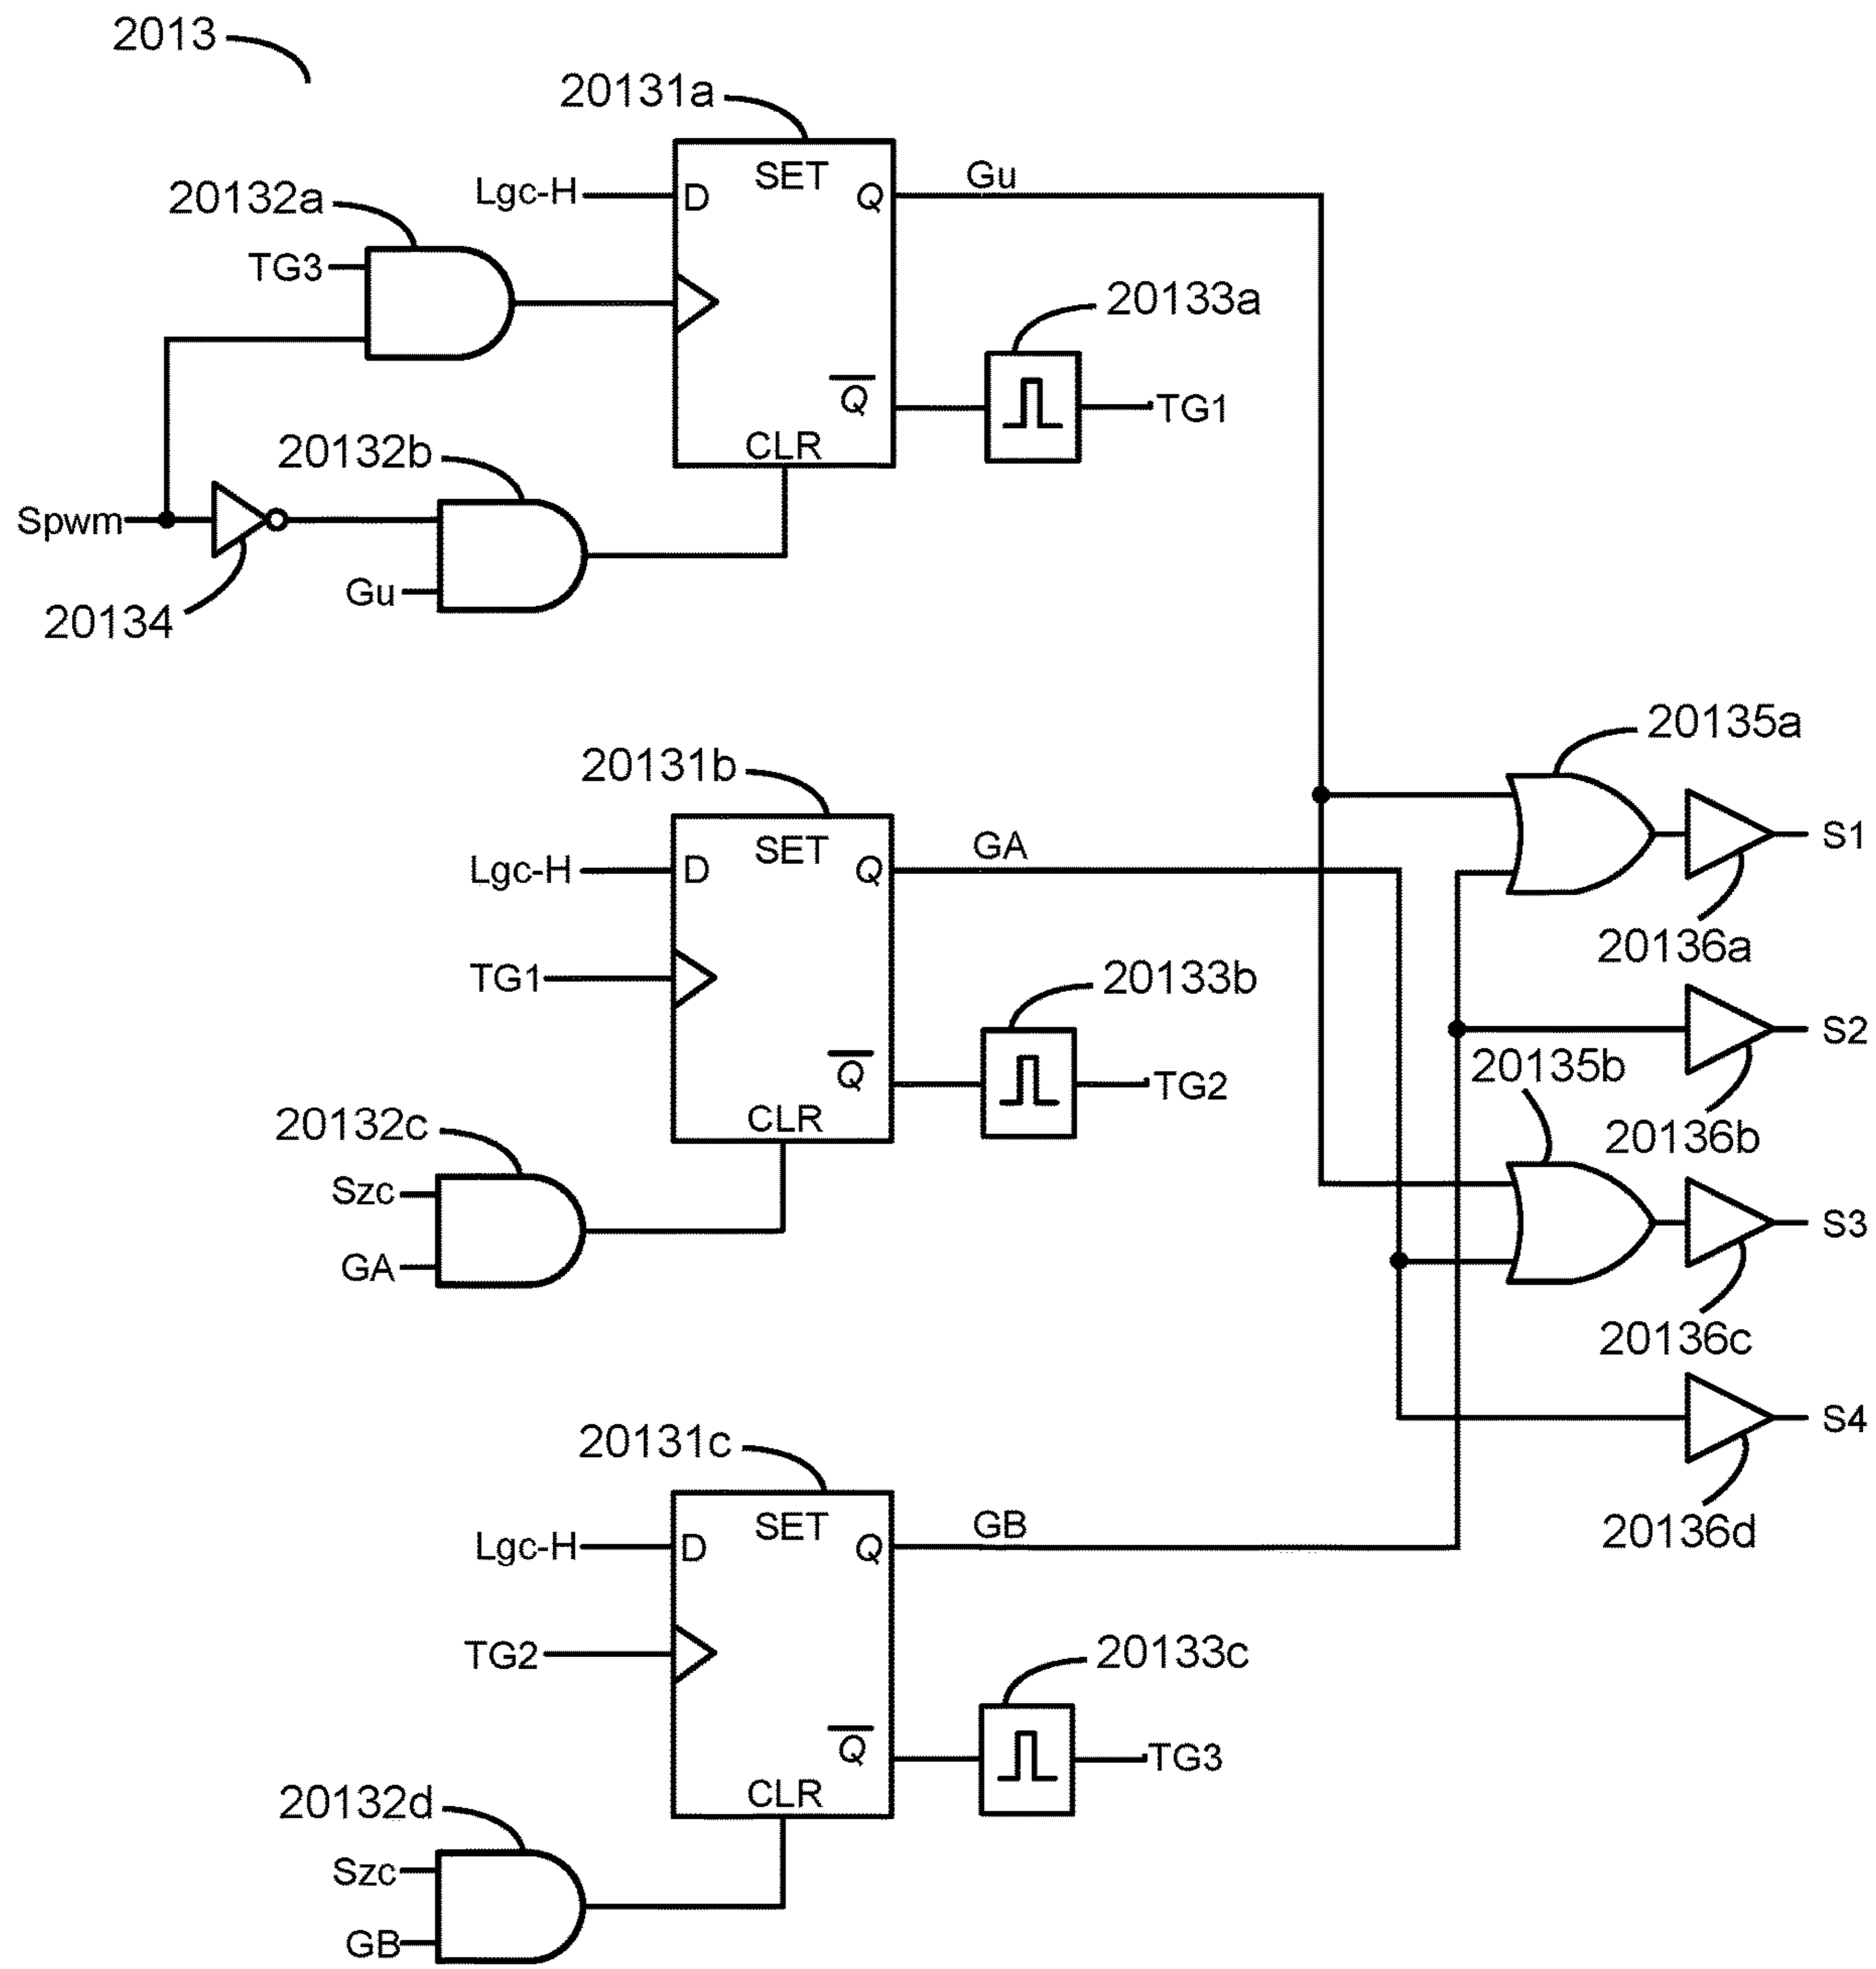 2013
20131a
SET
Lgc-H
D
Q
Gu
20132a
TG3
20133a
Q
TG1
CLR
20132b
Spwm
Gu
20134
20135a
20131b
SET
S1
Lgc-H
D
Q
GA
20136a
TG1
20133b
S2
20135b
Q
TG2
CLR
20132c
20136b
Szc
S3
GA
20136c
20131c
S4
SET
Lgc-H
D
Q
GB
20136d
TG2
20133c
Q
TG3
CLR
20132d
Szc
GB